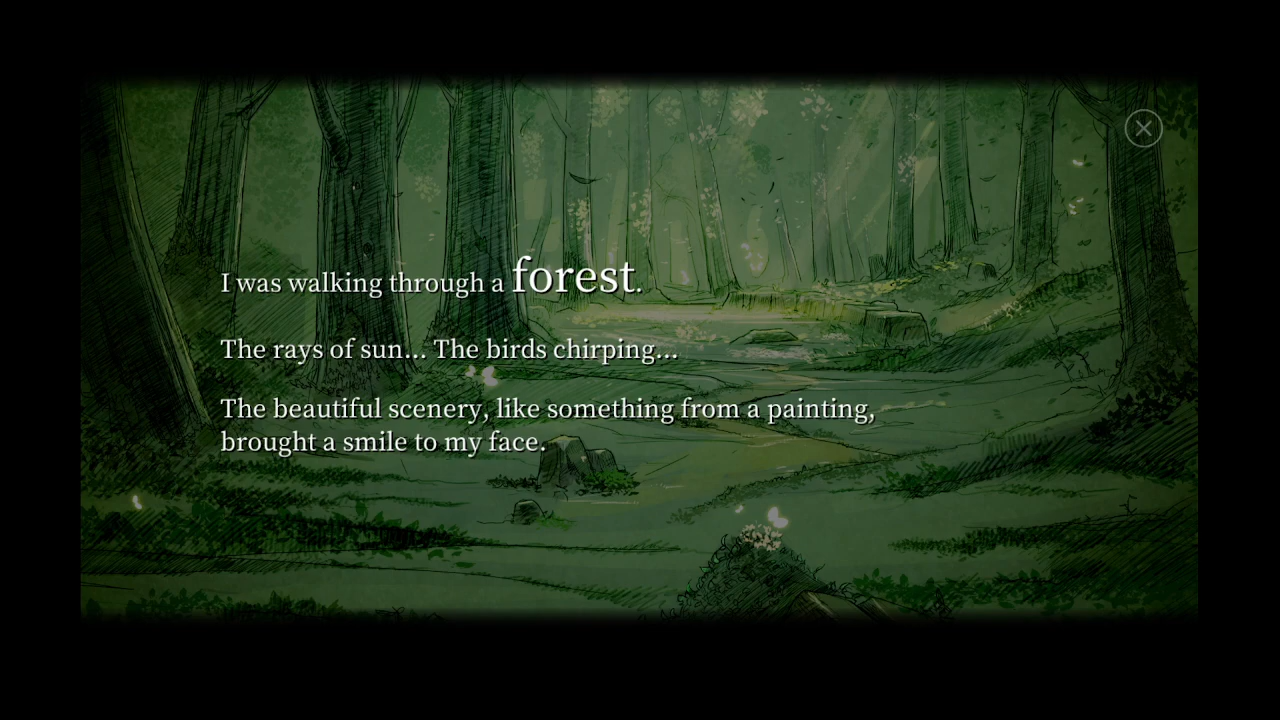 I was walking through a forest.
The rays of sun... The birds chirping...
The beautiful scenery, like something from a painting,
brought a smile to my face.